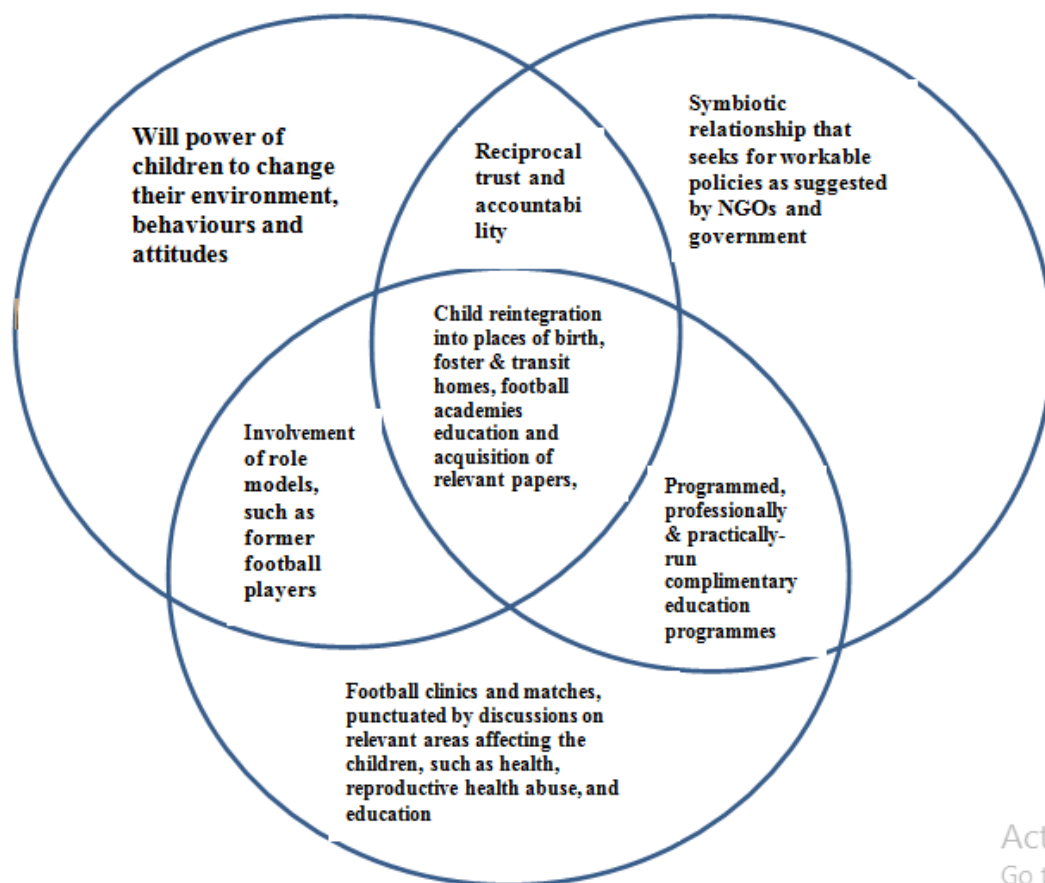 Will power of
children to change
their environment,
behaviours and
attitudes
Reciprocal
trust and
accountabi
lity
Symbiotic
relationship that
seeks for workable
policies as suggested
by NGOs and
government
Child reintegration
into places of birth,
foster & transit
homes, football
academies
education and
acquisition of
relevant papers,
Involvement
of role
models,
such as
former
football
players
Programmed,
professionally
& practically-
run
complimentary
education
programmes
Football clinics and matches,
punctuated by discussions on
relevant areas affecting the
children, such as health,
reproductive health abuse, and
education
Act
Go t